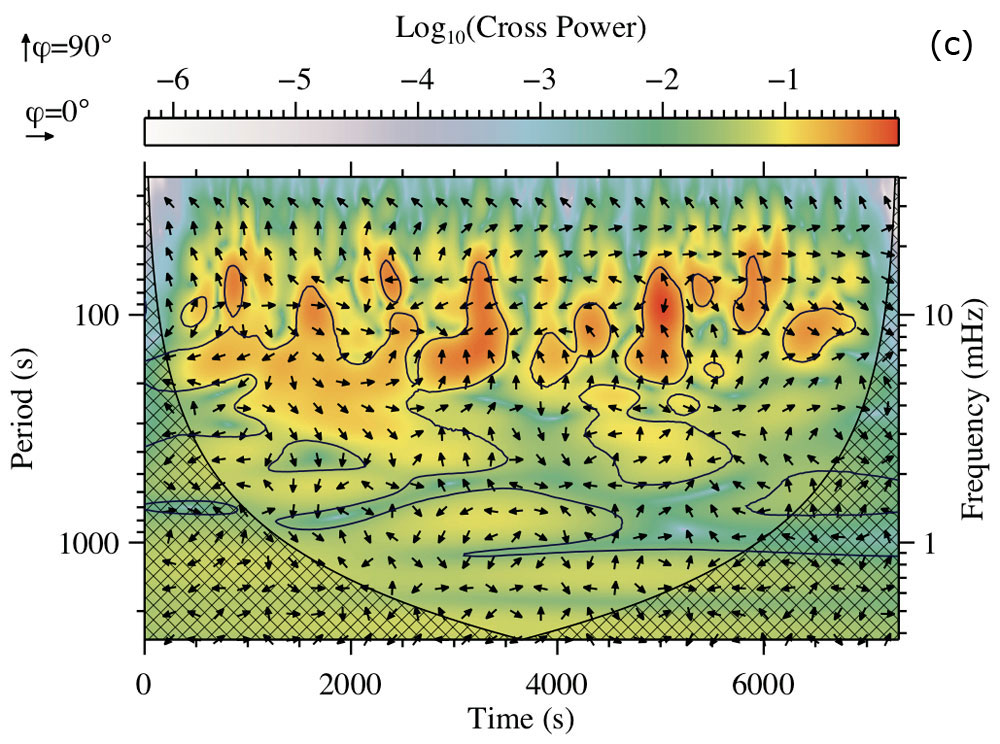 Log₁₀(Cross Power)
(c)
↑φ=90°
−6 −5 −4 −3 −2 −1
φ=0°
→
100
1000
Period (s)
10
1
Frequency (mHz)
0 2000 4000 6000
Time (s)